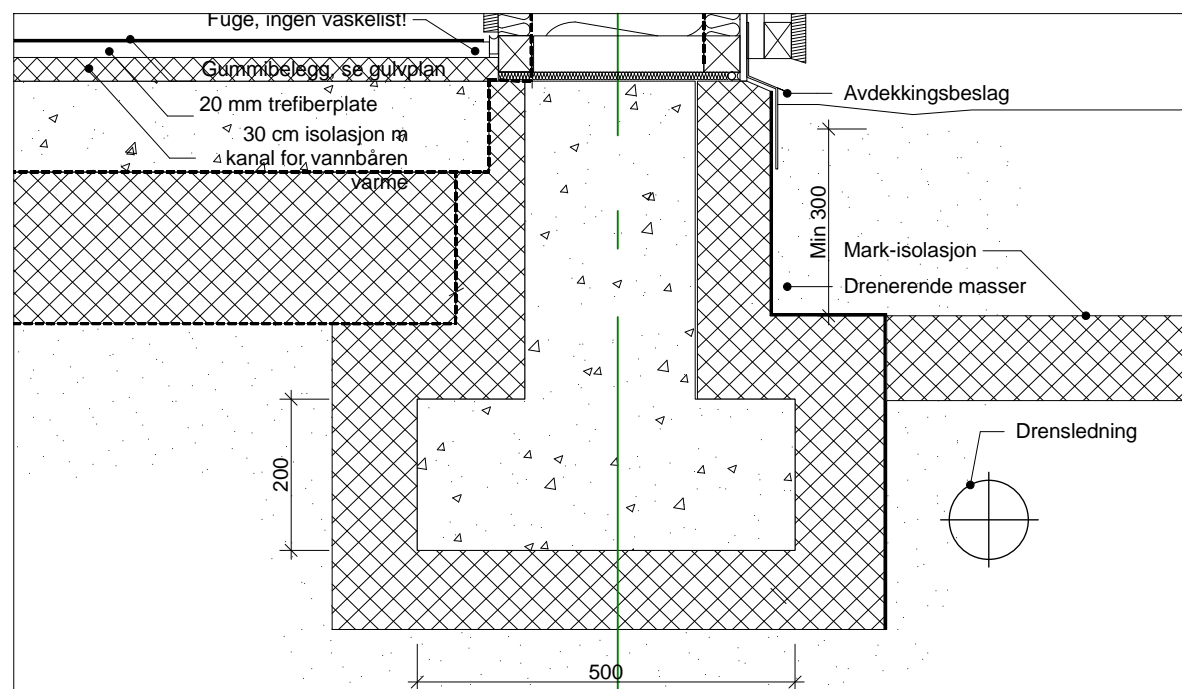 Fuge, ingen vaskelist!
Gummibelegg, se gulvplan
20 mm trefiberplate
30 cm isolasjon m
kanal for vannbåren
varme
Avdekkingsbeslag
Min 300
Mark-isolasjon
Drenerende masser
Drensledning
200
500